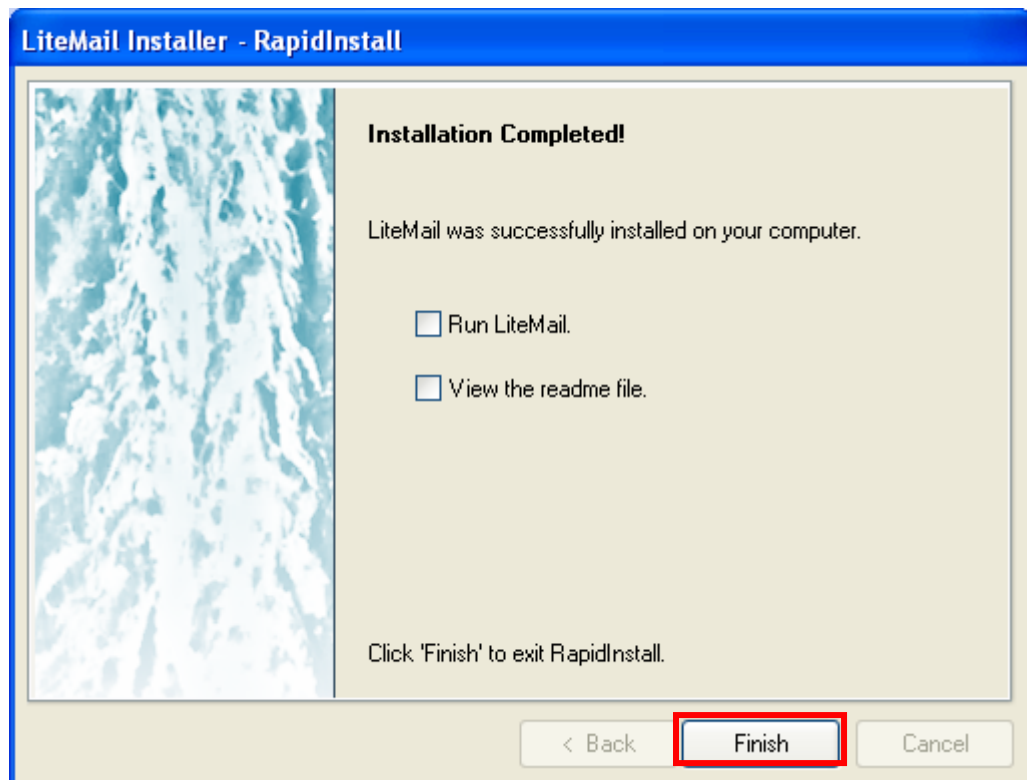 LiteMail Installer - RapidInstall
Installation Completed!
LiteMail was successfully installed on your computer.
Run LiteMail.
View the readme file.
Click 'Finish' to exit RapidInstall.
< Back Finish Cancel